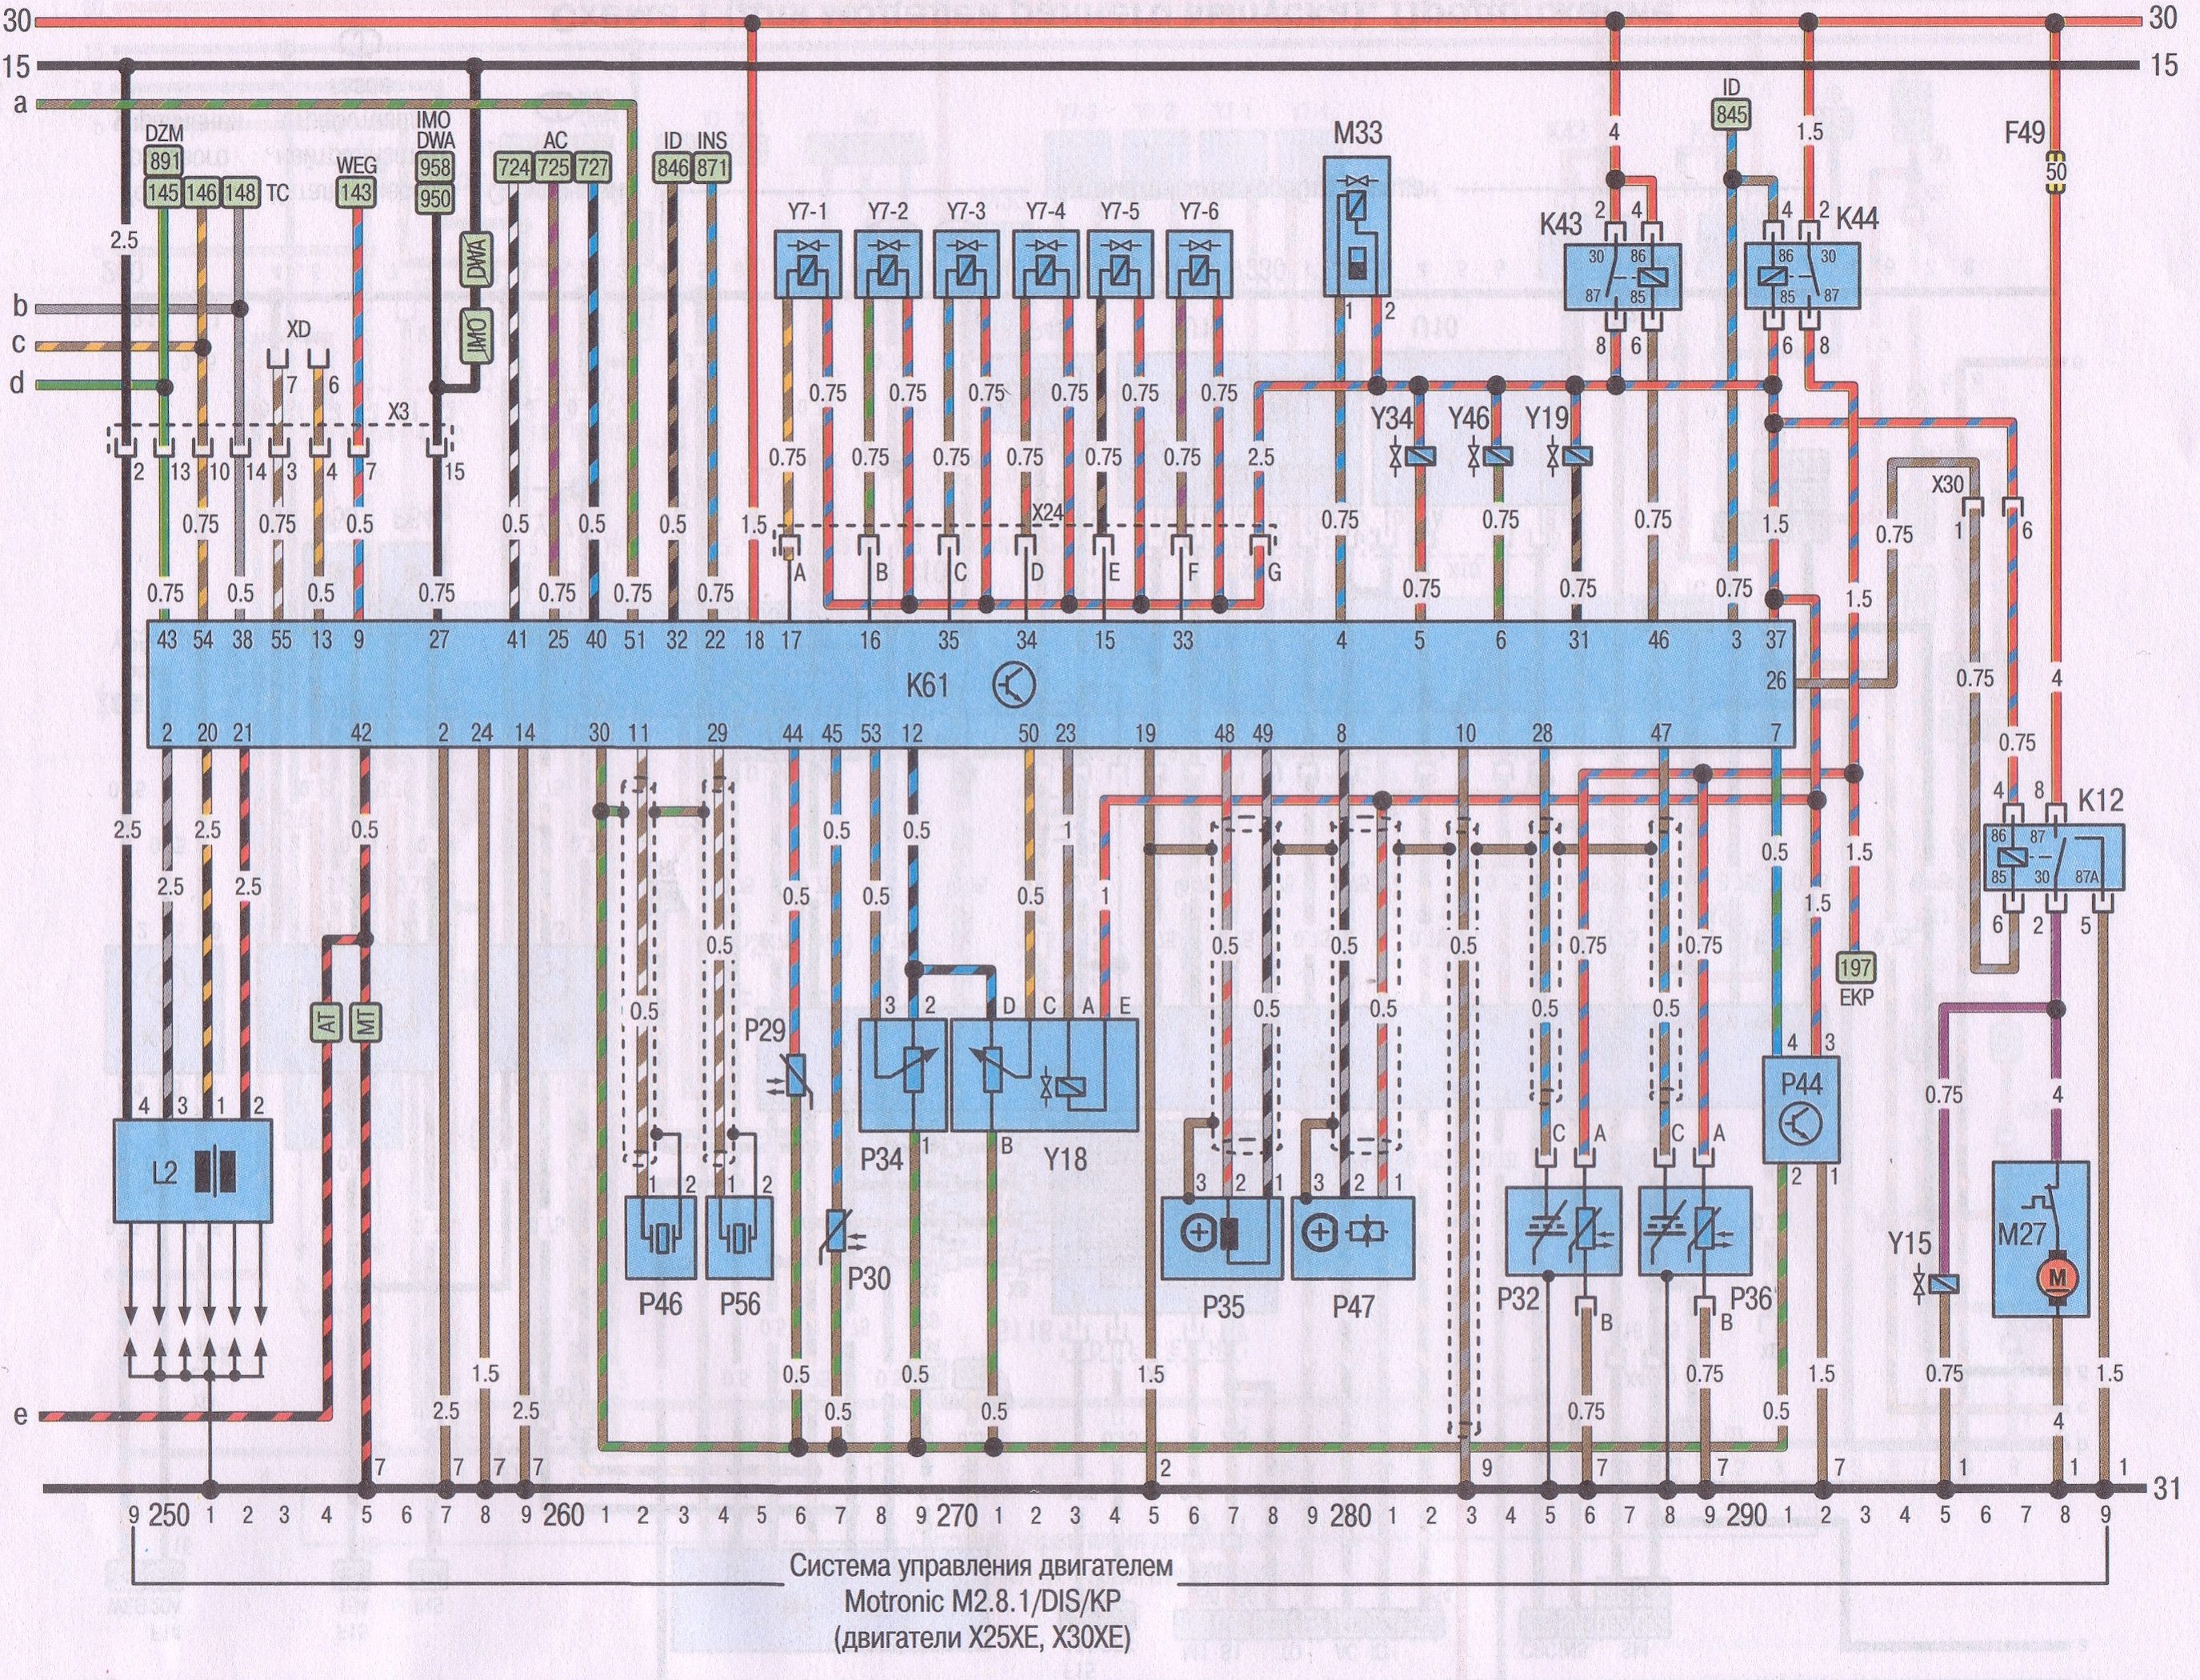 30 30
15 15
a
ID
845
DZM
891
IMO
DWA
958
950
AC
724 725 727
ID INS
846 871
M33
4
1.5
F49
50
145 146 148 TC
WEG
143
2.5
DWA
IMO
Y7-1 Y7-2 Y7-3 Y7-4 Y7-5 Y7-6
K43
2 4
4 2
K44
30 86
87 85
86 30
85 87
b
c
d
XD
7 6
X3
1 2
8 6
6 8
0.75 0.75 0.75 0.75 0.75 0.75
Y34 Y46 Y19
2 13 10 14 3 4 7 15
0.75 0.75 0.75 0.75 0.75 0.75 2.5
X30
1 6
0.75 0.75 0.5 0.5 0.5 0.5 1.5
X24
0.75 0.75 1.5 0.75
A B C D E F G
0.75 0.5 0.5 0.75 0.75 0.75 0.75
0.75 0.75 0.75 0.75 1.5
43 54 38 55 13 9 27 41 25 40 51 32 22 18 17 16 35 34 15 33 4 5 6 31 46 3 37
K61
26
0.75 4
2 20 21 42 2 24 14 30 11 29 44 45 53 12 50 23 19 48 49 8 10 28 47 7
0.75
4 8 K12
2.5 2.5 0.5 0.5 0.5 1
86 87
85 30 87A
2.5 2.5
0.5 1.5
0.5 0.5 0.5 1
1.5
6 2 5
0.5 0.5 0.5 0.5 0.75 0.75
197
EKP
AT MT
0.5 0.5 0.5 0.5 0.5
P29
3 2 D C A E
4 3
P44
4 3 1 2
L2
P34
B
Y18
C A C A
0.75 4
2 1
1 2 1 2
3 2 1 3 2 1
P46 P56
P30
P35 P47
P32
P36
B B
Y15
M27
M
1.5
0.5 0.5
1.5
0.75 1.5 0.75 1.5
e
2.5 2.5
0.5 0.5
0.75 0.5
4
7 7 7 7 2 9 7 7 7 1 1 1
31
9 250 1 2 3 4 5 6 7 8 9 260 1 2 3 4 5 6 7 8 9 270 1 2 3 4 5 6 7 8 9 280 1 2 3 4 5 6 7 8 9 290 1 2 3 4 5 6 7 8 9
Система управления двигателем
Motronic M2.8.1/DIS/KP
(двигатели X25XE, X30XE)